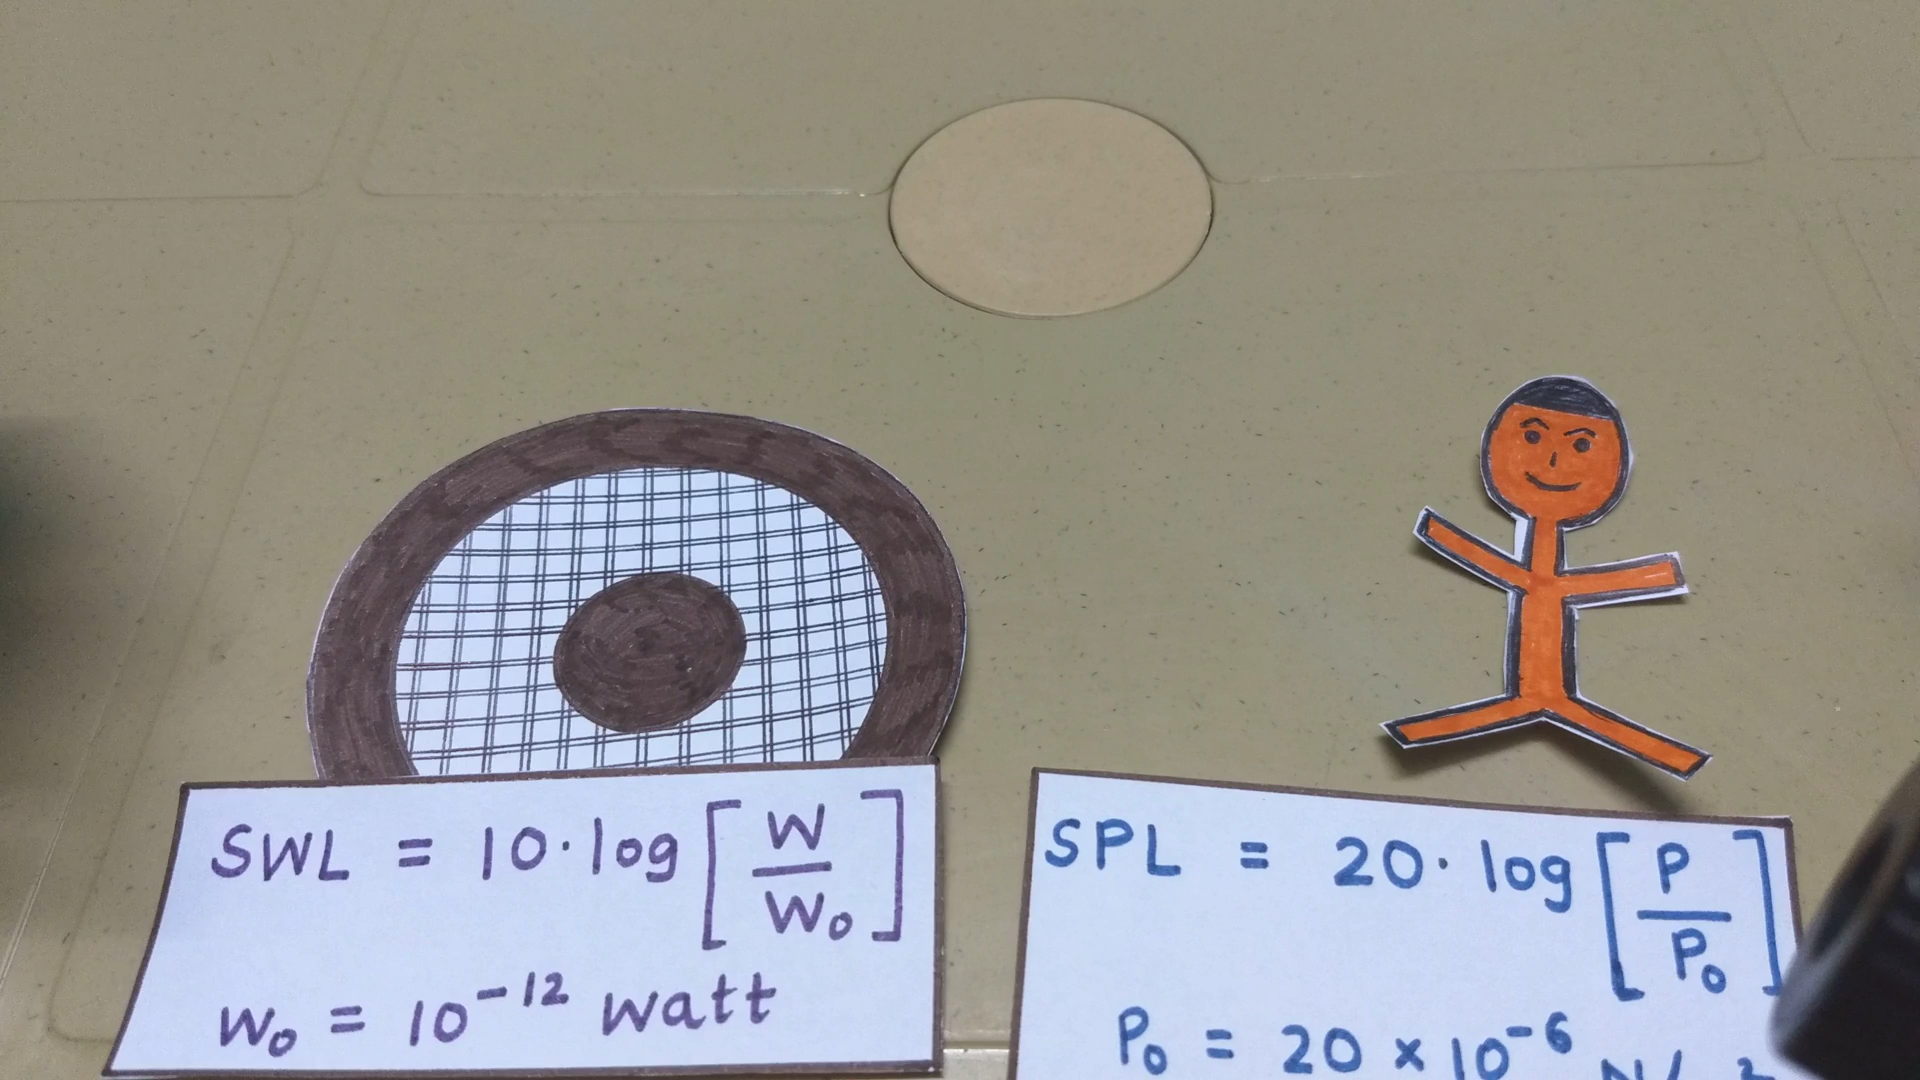 SWL = 10·log [W/W₀]
W₀ = 10⁻¹² watt
SPL = 20·log [P/P₀]
P₀ = 20 × 10⁻⁶